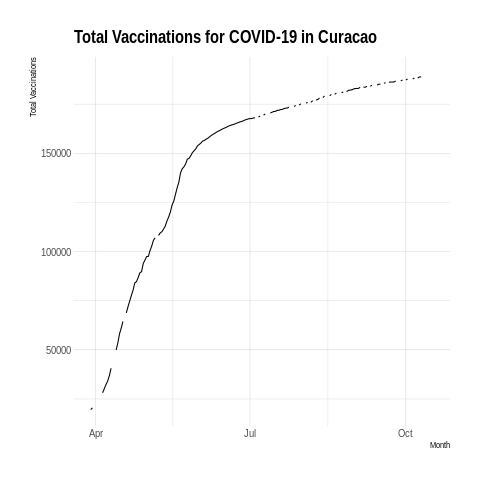 Total Vaccinations for COVID-19 in Curacao
Total Vaccinations
150000
100000
50000
Apr
Jul
Oct
Month